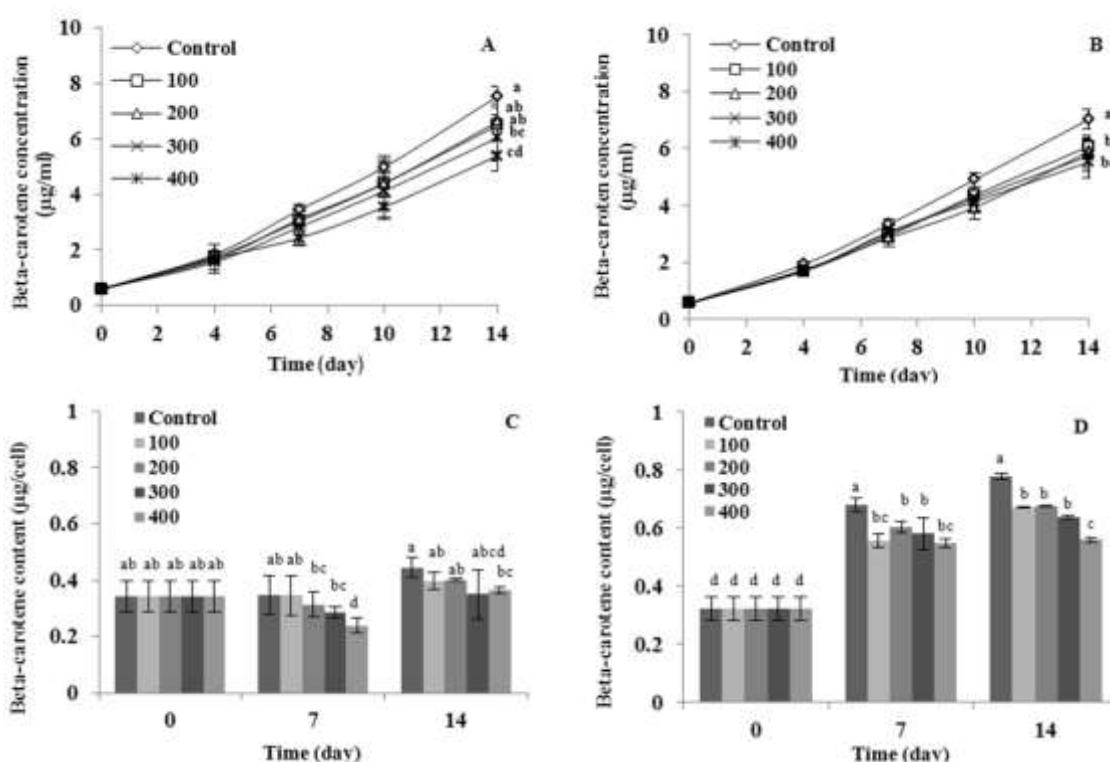 A
Beta-carotene concentration
(µg/ml)
10
8
6
4
2
0
Control
100
200
300
400
a
ab
ab
bc
cd
0 2 4 6 8 10 12 14
Time (day)
B
Beta-caroten concentration
(µg/ml)
10
8
6
4
2
0
Control
100
200
300
400
a
b
b
0 2 4 6 8 10 12 14
Time (day)
C
Beta-carotene content (µg/cell)
1
0.8
0.6
0.4
0.2
0
Control
100
200
300
400
ab ab ab ab ab
ab ab bc bc d
a ab ab abcd bc
0 7 14
Time (day)
D
Beta-carotene content (µg/cell)
1
0.8
0.6
0.4
0.2
0
Control
100
200
300
400
d d d d d
a bc b b bc
a b b b c
0 7 14
Time (day)